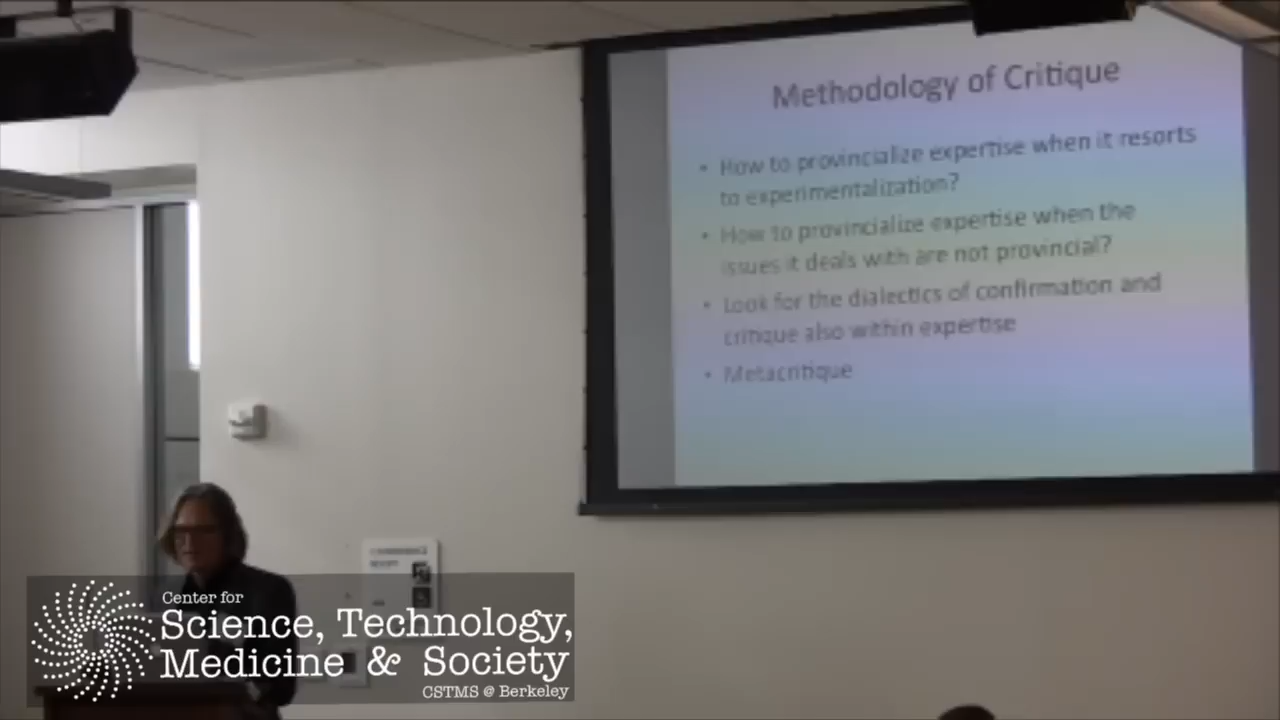 Methodology of Critique
• How to provincialize expertise when it resorts
to experimentalization?
• How to provincialize expertise when the
issues it deals with are not provincial?
• Look for the dialectics of confirmation and
critique also within expertise
• Metacritique
Center for
Science, Technology,
Medicine & Society
CSTMS @ Berkeley